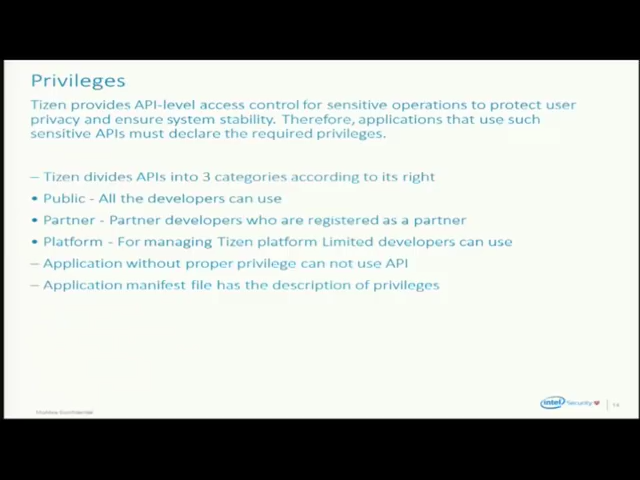 Privileges
Tizen provides API-level access control for sensitive operations to protect user
privacy and ensure system stability. Therefore, applications that use such
sensitive APIs must declare the required privileges.
– Tizen divides APIs into 3 categories according to its right
• Public - All the developers can use
• Partner - Partner developers who are registered as a partner
• Platform - For managing Tizen platform Limited developers can use
– Application without proper privilege can not use API
– Application manifest file has the description of privileges
intel Security
Confidential